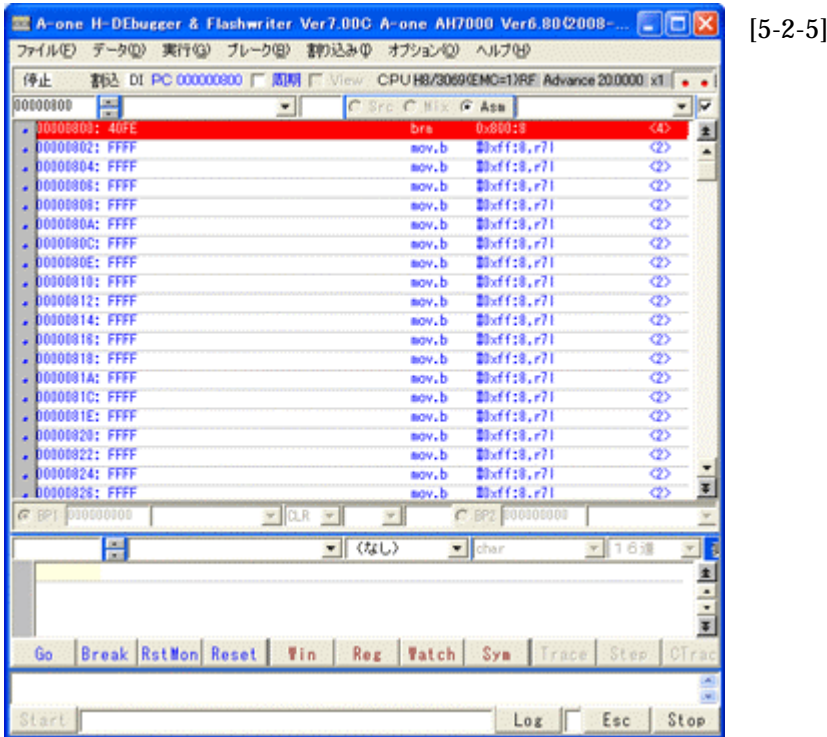 A-one H-DEbugger & Flashwriter Ver7.00C A-one AH7000 Ver6.80(2008-...
[5-2-5]
ファイル(F) データ(D) 実行(G) ブレーク(B) 割り込み(I) オプション(O) ヘルプ(H)
停止 割込 DI PC 000000800 周期 View CPU H8/3069(EMC=1)RF Advance 20.0000 x1
00000800 Src Mix Asm
00000800: 40FE bra 0x800:8 <4>
00000802: FFFF mov.b #0xff:8,r7l <2>
00000804: FFFF mov.b #0xff:8,r7l <2>
00000806: FFFF mov.b #0xff:8,r7l <2>
00000808: FFFF mov.b #0xff:8,r7l <2>
0000080A: FFFF mov.b #0xff:8,r7l <2>
0000080C: FFFF mov.b #0xff:8,r7l <2>
0000080E: FFFF mov.b #0xff:8,r7l <2>
00000810: FFFF mov.b #0xff:8,r7l <2>
00000812: FFFF mov.b #0xff:8,r7l <2>
00000814: FFFF mov.b #0xff:8,r7l <2>
00000816: FFFF mov.b #0xff:8,r7l <2>
00000818: FFFF mov.b #0xff:8,r7l <2>
0000081A: FFFF mov.b #0xff:8,r7l <2>
0000081C: FFFF mov.b #0xff:8,r7l <2>
0000081E: FFFF mov.b #0xff:8,r7l <2>
00000820: FFFF mov.b #0xff:8,r7l <2>
00000822: FFFF mov.b #0xff:8,r7l <2>
00000824: FFFF mov.b #0xff:8,r7l <2>
00000826: FFFF mov.b #0xff:8,r7l <2>
BP1 000000000 CLR BP2 000000000
(なし) char 16進
Go Break RstMon Reset Win Reg Watch Sym Trace Step CTrac
Start Log Esc Stop